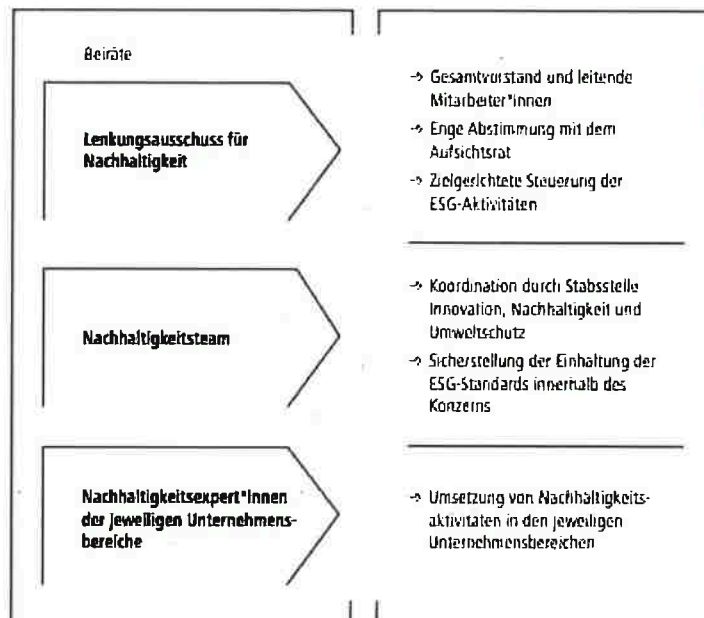 Beiräte
Lenkungsausschuss für
Nachhaltigkeit
→ Gesamtvorstand und leitende
Mitarbeiter*innen
→ Enge Abstimmung mit dem
Aufsichtsrat
→ Zielgerichtete Steuerung der
ESG-Aktivitäten
Nachhaltigkeitsteam
→ Koordination durch Stabsstelle
Innovation, Nachhaltigkeit und
Umweltschutz
→ Sicherstellung der Einhaltung der
ESG-Standards innerhalb des
Konzerns
Nachhaltigkeitsexpert*innen
der jeweiligen Unternehmens-
bereiche
→ Umsetzung von Nachhaltigkeits-
aktivitäten in den jeweiligen
Unternehmensbereichen